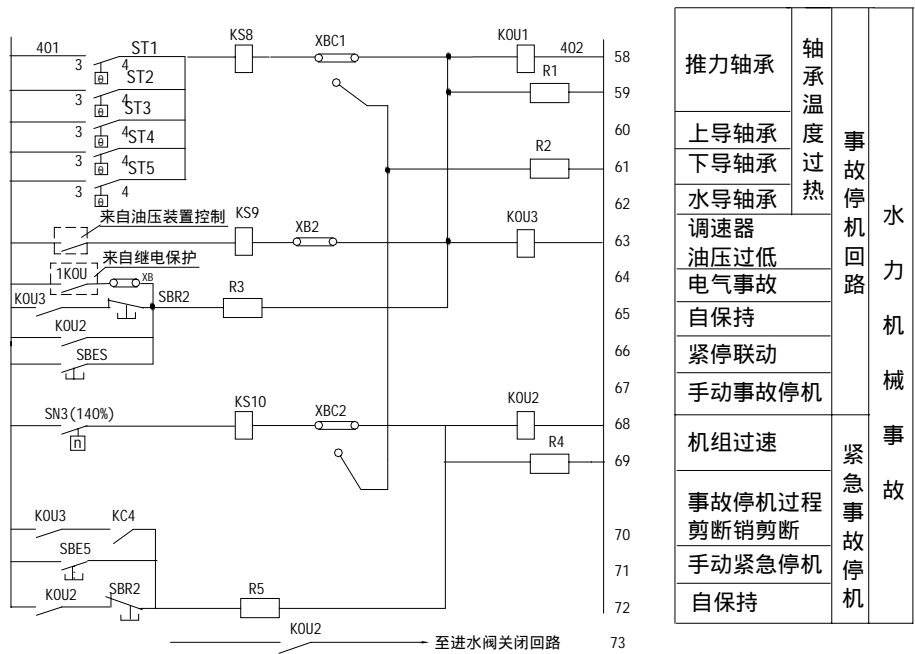 401 ST1 KS8 XBC1 KOU1 402 58
3 4 ST2 R1
3 4 ST3 59
3 4 ST4 60
3 4 ST5 R2 61
3 4 62
来自油压装置控制 KS9 XB2 KOU3 63
来自继电保护
1KOU XB 64
KOU3 SBR2 R3 65
KOU2
SBES 66
67
SN3(140%) KS10 XBC2 KOU2 68
n R4 69
KOU3 KC4 70
SBE5 71
KOU2 SBR2 R5 72
KOU2 至进水阀关闭回路 73
推力轴承
上导轴承
下导轴承
水导轴承
轴承温度过热
调速器
油压过低
电气事故
自保持
紧停联动
手动事故停机
事故停机回路
机组过速
事故停机过程
剪断销剪断
手动紧急停机
自保持
紧急事故停机
水力机械事故